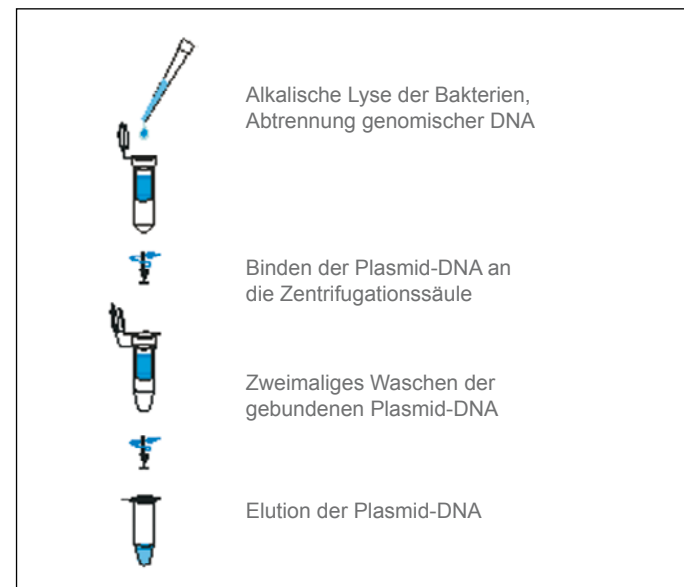 Alkalische Lyse der Bakterien,
Abtrennung genomischer DNA
Binden der Plasmid-DNA an
die Zentrifugationssäule
Zweimaliges Waschen der
gebundenen Plasmid-DNA
Elution der Plasmid-DNA